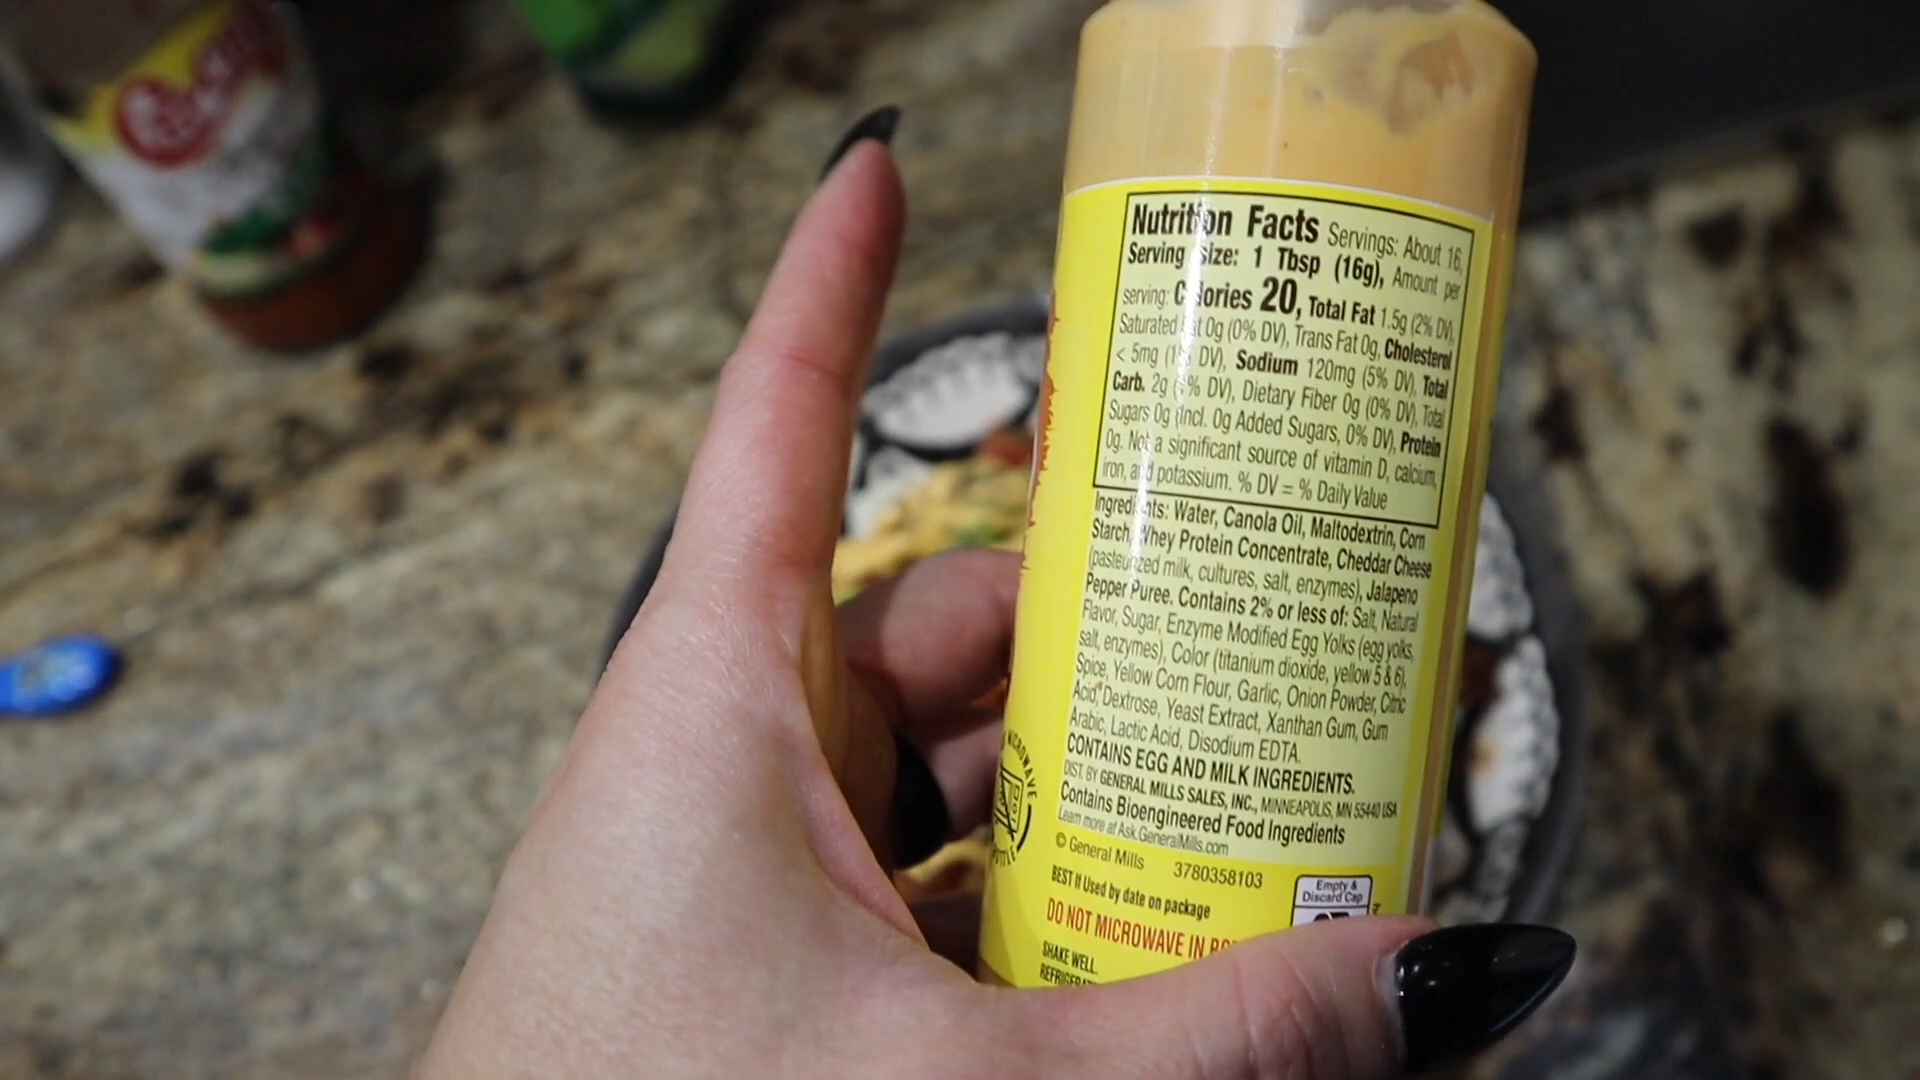 Nutrition Facts Servings: About 16,
Serving size: 1 Tbsp (16g), Amount per
serving: Calories 20, Total Fat 1.5g (2% DV),
Saturated Fat 0g (0% DV), Trans Fat 0g, Cholesterol
< 5mg (1% DV), Sodium 120mg (5% DV), Total
Carb. 2g (1% DV), Dietary Fiber 0g (0% DV), Total
Sugars 0g (Incl. 0g Added Sugars, 0% DV), Protein
0g. Not a significant source of vitamin D, calcium,
iron, and potassium. % DV = % Daily Value
Ingredients: Water, Canola Oil, Maltodextrin, Corn
Starch, Whey Protein Concentrate, Cheddar Cheese
(pasteurized milk, cultures, salt, enzymes), Jalapeno
Pepper Puree. Contains 2% or less of: Salt, Natural
Flavor, Sugar, Enzyme Modified Egg Yolks (egg yolks,
salt, enzymes), Color (titanium dioxide, yellow 5 & 6),
Spice, Yellow Corn Flour, Garlic, Onion Powder, Citric
Acid, Dextrose, Yeast Extract, Xanthan Gum, Gum
Arabic, Lactic Acid, Disodium EDTA.
CONTAINS EGG AND MILK INGREDIENTS.
DIST. BY GENERAL MILLS SALES, INC., MINNEAPOLIS, MN 55440 USA
Contains Bioengineered Food Ingredients
Learn more at Ask.GeneralMills.com
© General Mills 3780358103
BEST If Used by date on package
Empty &
Discard Cap
DO NOT MICROWAVE IN
SHAKE WELL.
MICROWAVE